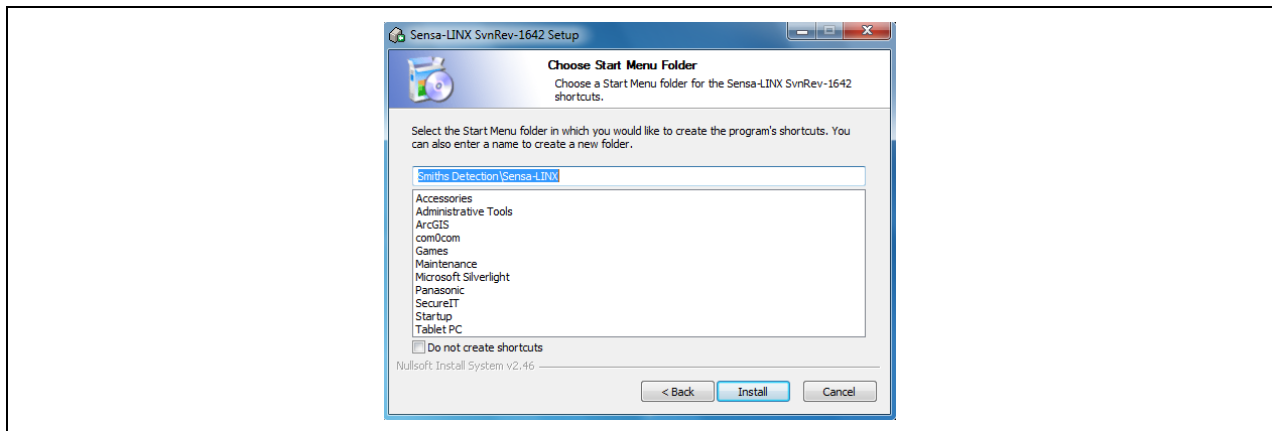 Sensa-LINX SvnRev-1642 Setup
Choose Start Menu Folder
Choose a Start Menu folder for the Sensa-LINX SvnRev-1642
shortcuts.
Select the Start Menu folder in which you would like to create the program's shortcuts. You
can also enter a name to create a new folder.
Smiths Detection\Sensa-LINX
Accessories
Administrative Tools
ArcGIS
com0com
Games
Maintenance
Microsoft Silverlight
Panasonic
SecureIT
Startup
Tablet PC
Do not create shortcuts
Nullsoft Install System v2.46
< Back
Install
Cancel